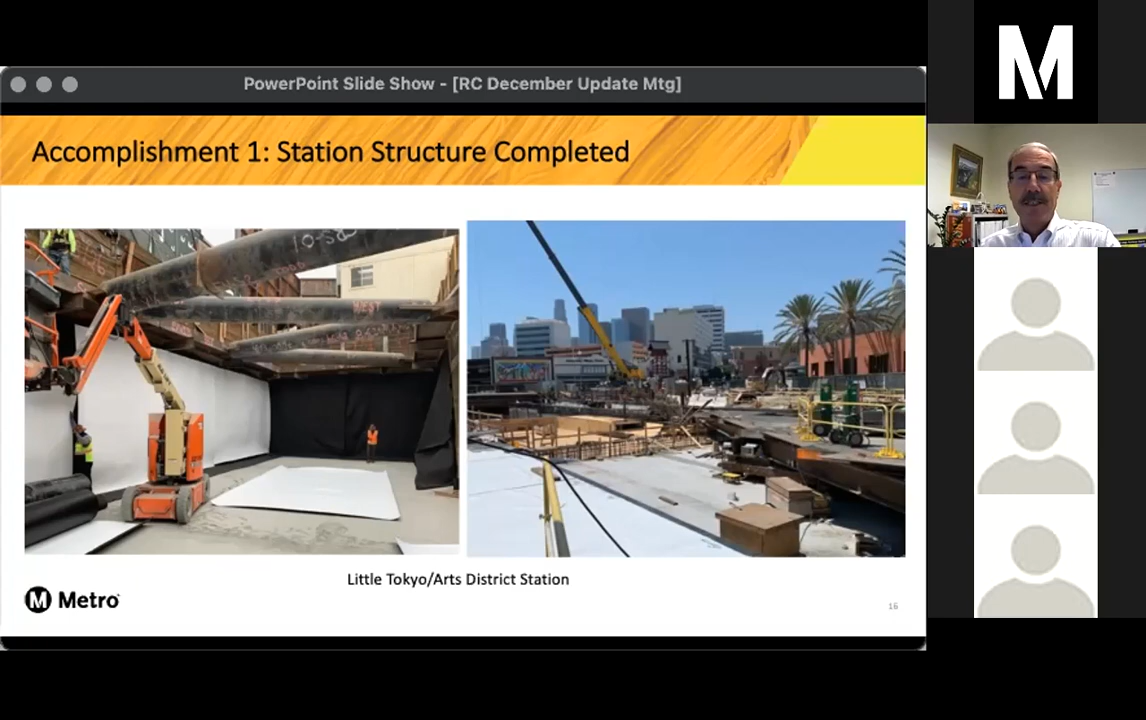 PowerPoint Slide Show - [RC December Update Mtg]
Accomplishment 1: Station Structure Completed
WEST
Little Tokyo/Arts District Station
M Metro
16
M